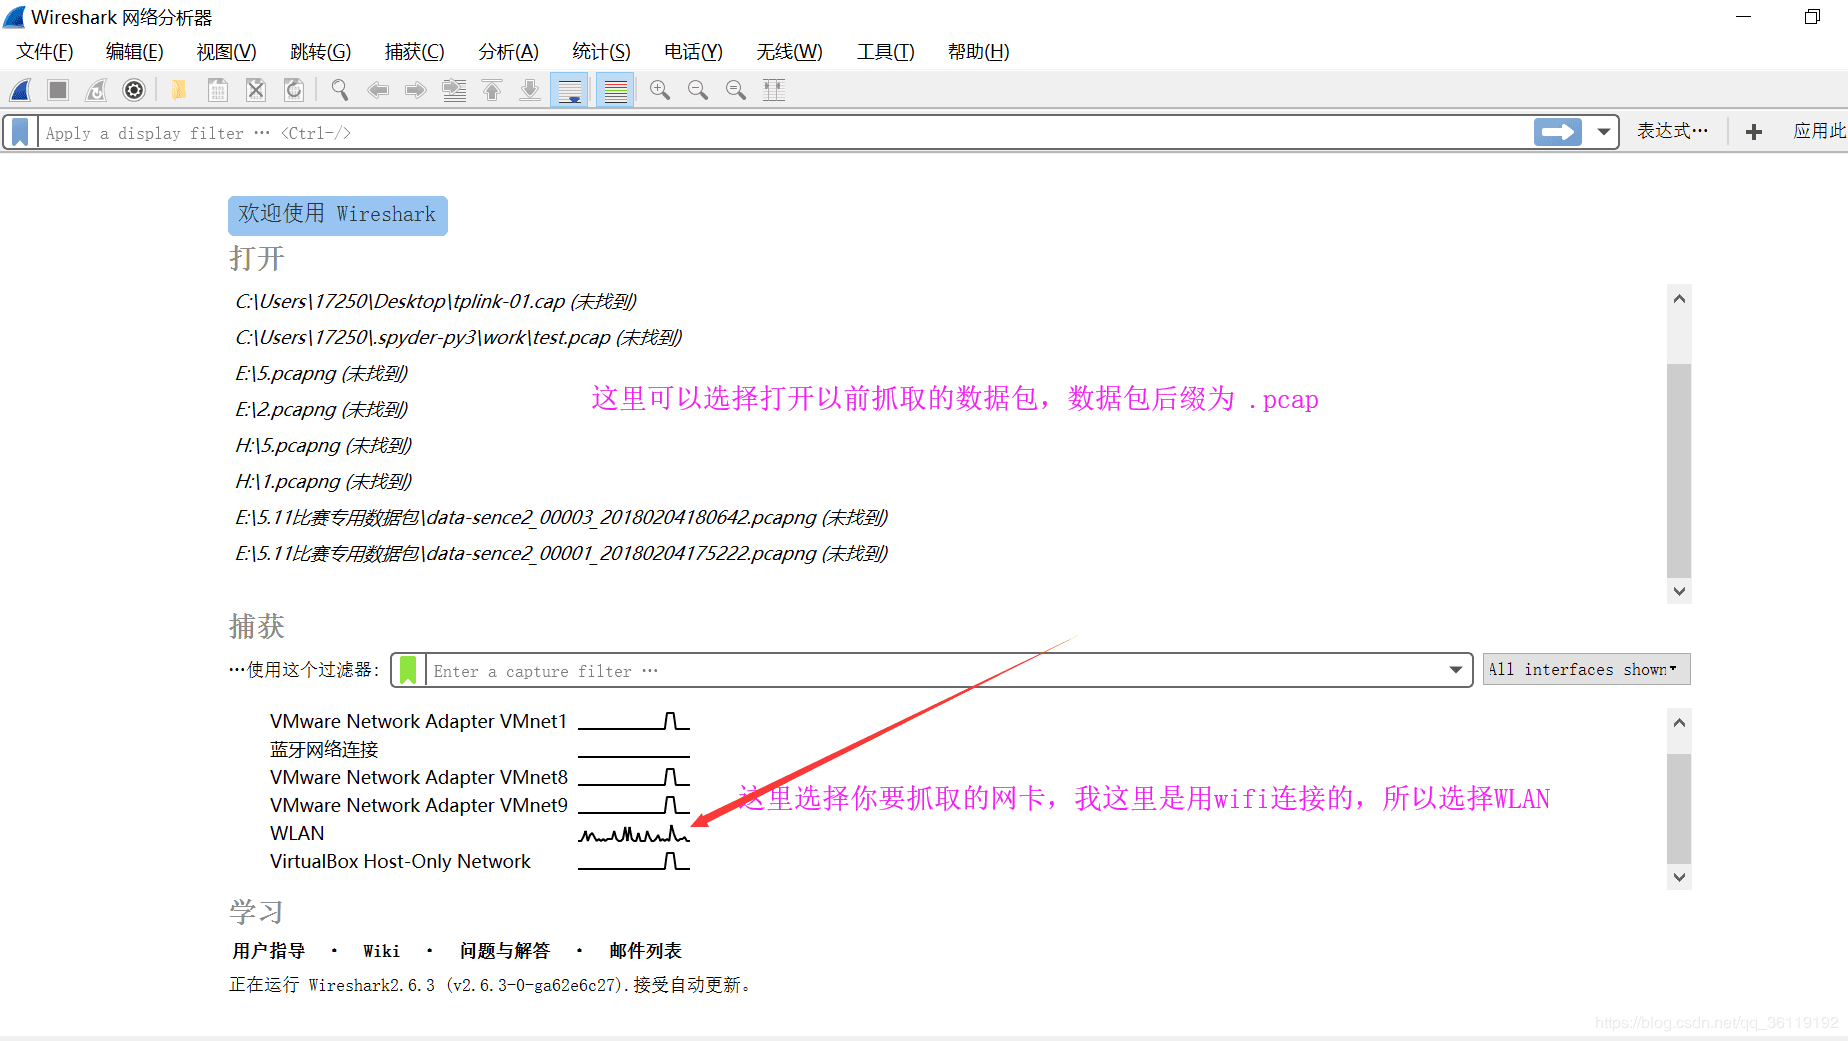 Wireshark 网络分析器
文件(F) 编辑(E) 视图(V) 跳转(G) 捕获(C) 分析(A) 统计(S) 电话(Y) 无线(W) 工具(T) 帮助(H)
Apply a display filter … <Ctrl-/> 表达式… + 应用此
欢迎使用 Wireshark
打开
C:\Users\17250\Desktop\tplink-01.cap (未找到)
C:\Users\17250\.spyder-py3\work\test.pcap (未找到)
E:\5.pcapng (未找到)
这里可以选择打开以前抓取的数据包，数据包后缀为 .pcap
E:\2.pcapng (未找到)
H:\5.pcapng (未找到)
H:\1.pcapng (未找到)
E:\5.11比赛专用数据包\data-sence2_00003_20180204180642.pcapng (未找到)
E:\5.11比赛专用数据包\data-sence2_00001_20180204175222.pcapng (未找到)
捕获
…使用这个过滤器: Enter a capture filter … All interfaces shown
VMware Network Adapter VMnet1
蓝牙网络连接
VMware Network Adapter VMnet8
VMware Network Adapter VMnet9
这里选择你要抓取的网卡，我这里是用wifi连接的，所以选择WLAN
WLAN
VirtualBox Host-Only Network
学习
用户指导 · Wiki · 问题与解答 · 邮件列表
正在运行 Wireshark2.6.3 (v2.6.3-0-ga62e6c27).接受自动更新。
https://blog.csdn.net/qq_36119192